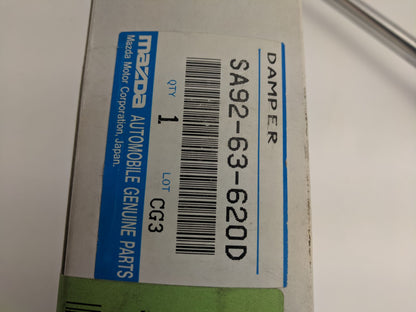 DAMPER
SA92-63-620D
QTY LOT
1 CG3
mazda AUTOMOBILE GENUINE PARTS
Mazda Motor Corporation, Japan.